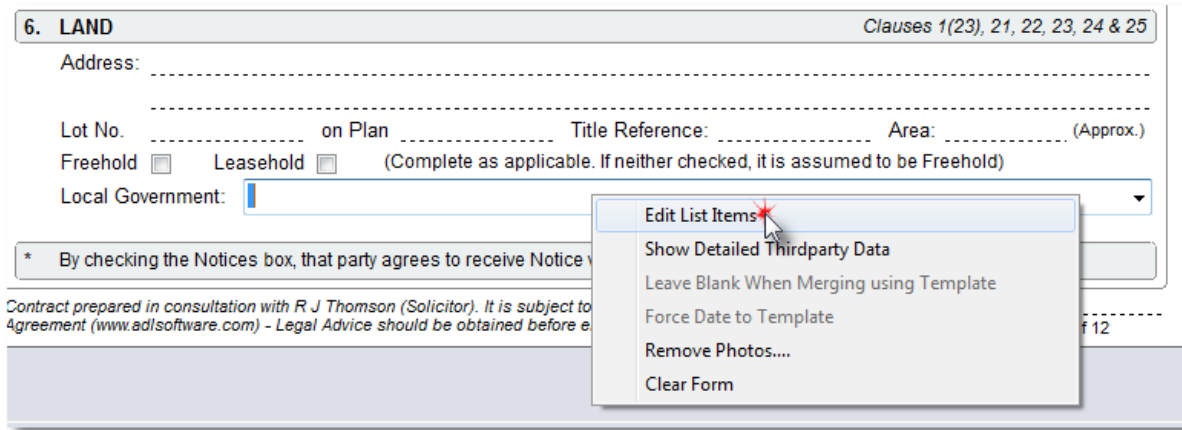 6. LAND Clauses 1(23), 21, 22, 23, 24 & 25
Address:
Lot No. on Plan Title Reference: Area: (Approx.)
Freehold Leasehold (Complete as applicable. If neither checked, it is assumed to be Freehold)
Local Government:
Edit List Items
Show Detailed Thirdparty Data
Leave Blank When Merging using Template
Force Date to Template
Remove Photos....
Clear Form
* By checking the Notices box, that party agrees to receive Notice
Contract prepared in consultation with R J Thomson (Solicitor). It is subject to
Agreement (www.adlsoftware.com) - Legal Advice should be obtained before 12